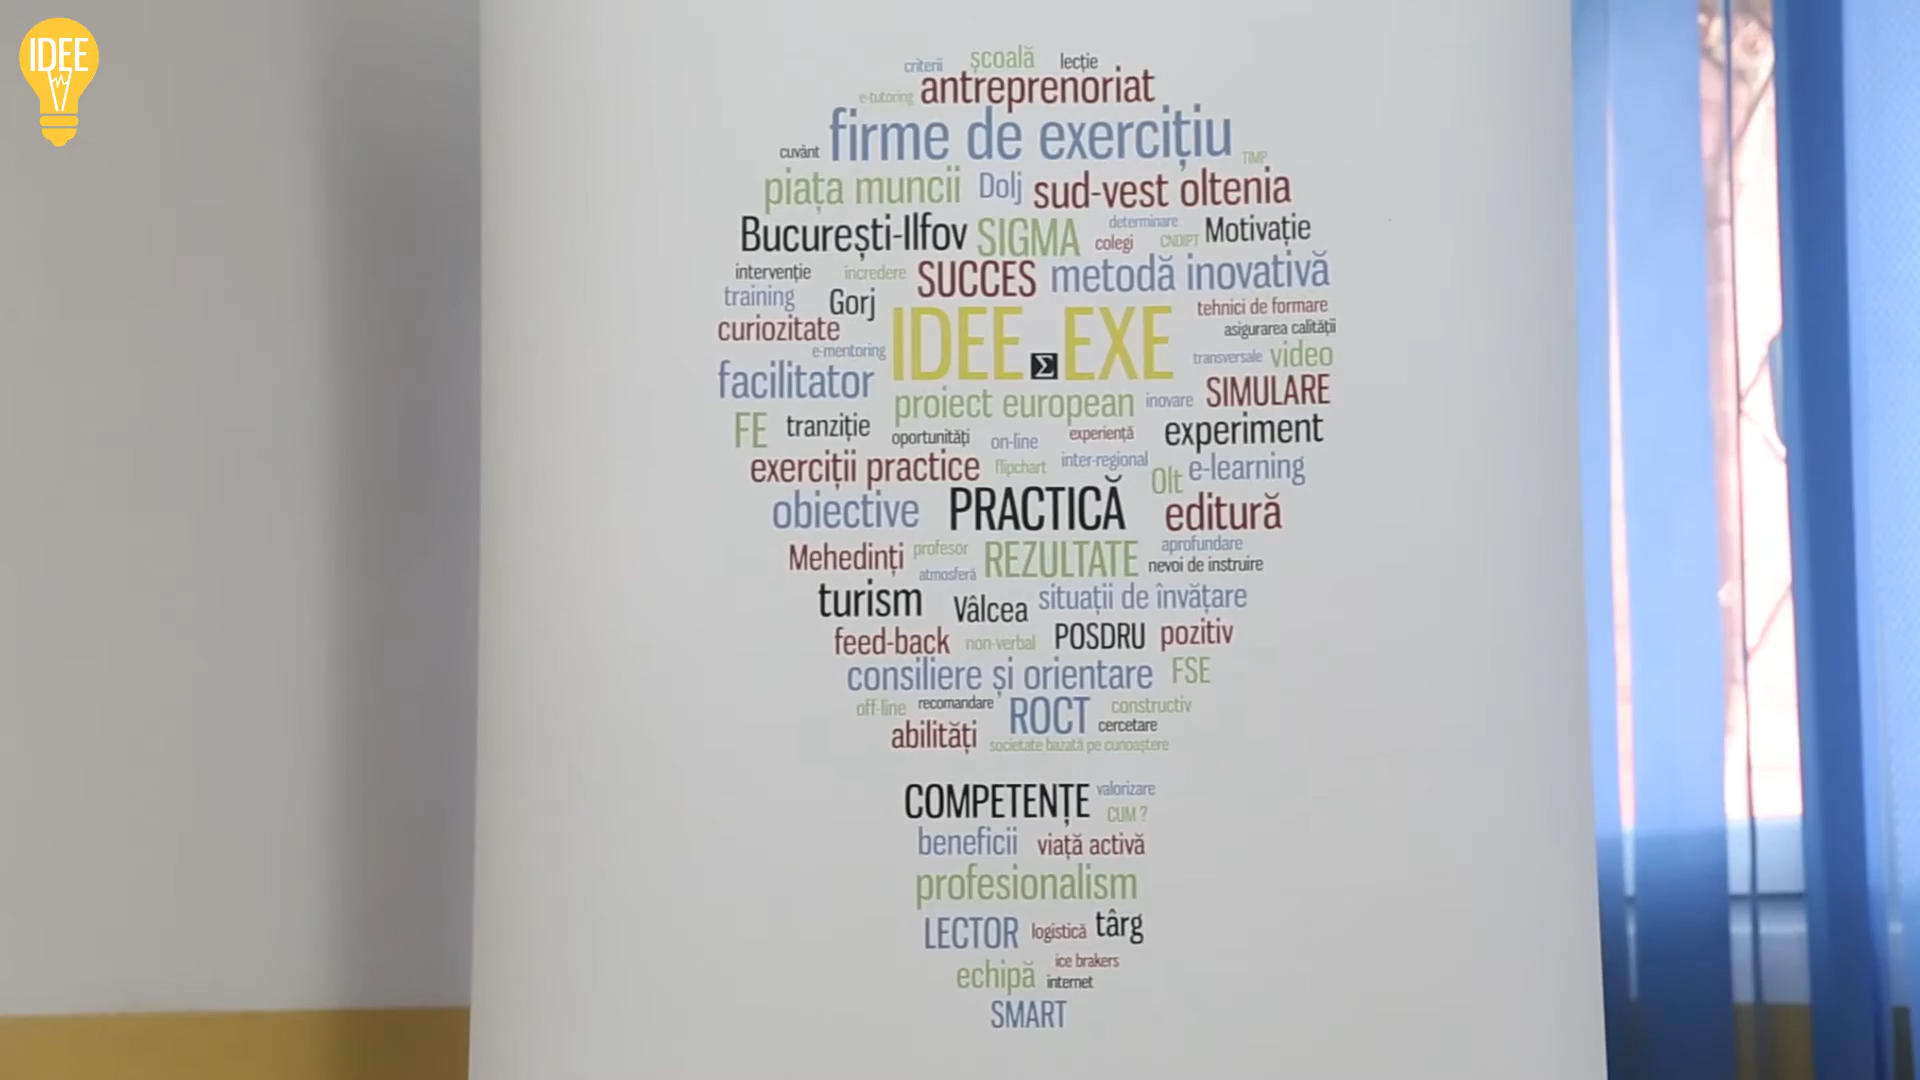 IDEE
criterii școală lecție
e-tutoring antreprenoriat
cuvânt firme de exercițiu TIMP
piața muncii Dolj sud-vest oltenia
București-Ilfov SIGMA determinare colegi CNDIPT Motivație
intervenție incredere SUCCES metodă inovativă
training Gorj tehnici de formare
curiozitate IDEE Σ EXE asigurarea calității
e-mentoring transversale video
facilitator proiect european inovare SIMULARE
FE tranziție oportunități on-line experiență experiment
exerciții practice flipchart inter-regional Olt e-learning
obiective PRACTICĂ editură
Mehedinți profesor REZULTATE aprofundare
atmosferă nevoi de instruire
turism Vâlcea situații de învățare
feed-back non-verbal POSDRU pozitiv
consiliere și orientare FSE
off-line recomandare ROCT constructiv
abilități cercetare
societate bazată pe cunoaștere
COMPETENȚE valorizare
CUM ?
beneficii viață activă
profesionalism
LECTOR logistică târg
echipă ice brakers
internet
SMART